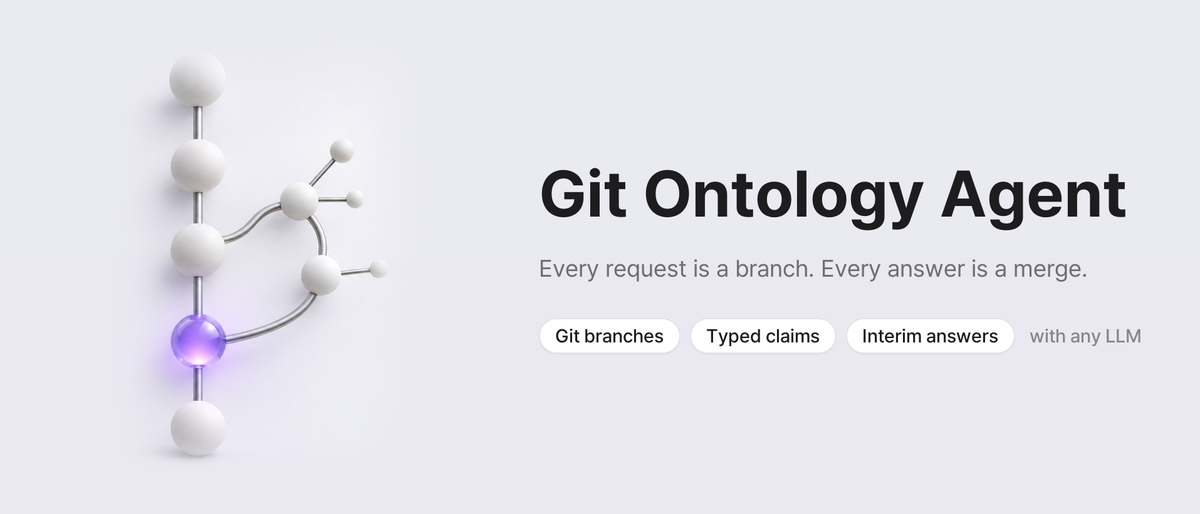 Git Ontology Agent
Every request is a branch. Every answer is a merge.
Git branches Typed claims Interim answers with any LLM